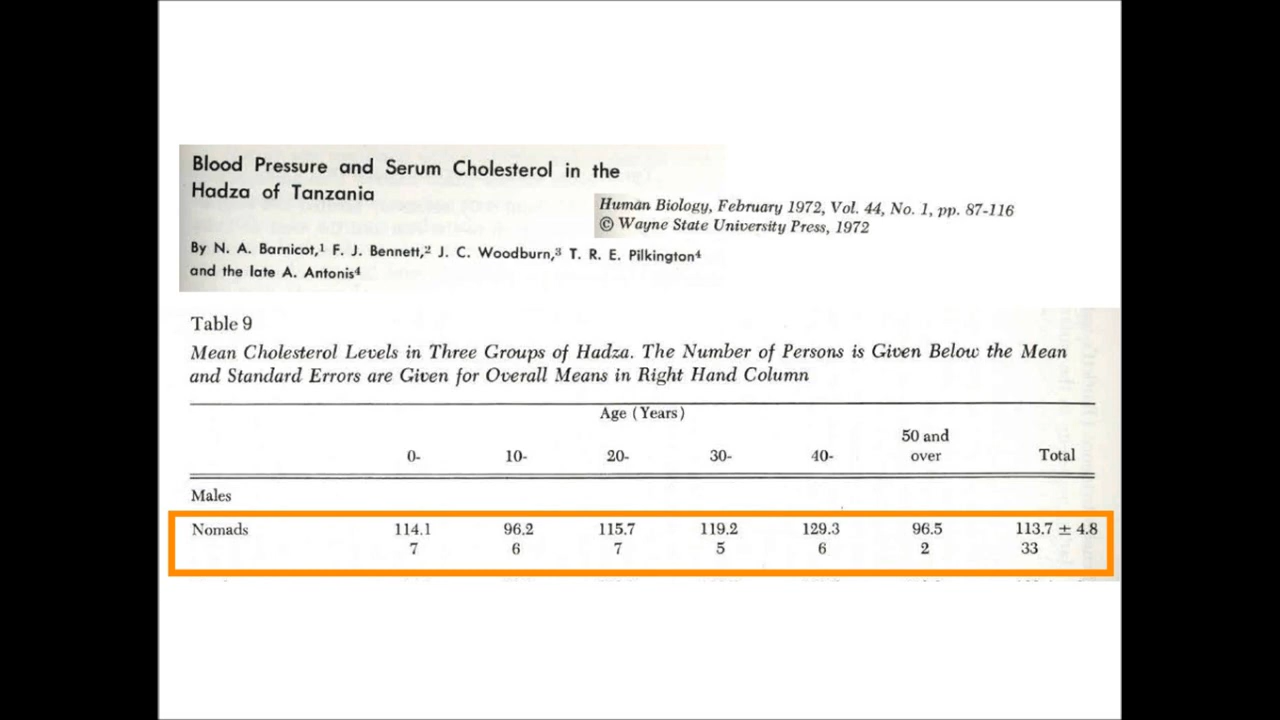 Blood Pressure and Serum Cholesterol in the
Hadza of Tanzania
Human Biology, February 1972, Vol. 44, No. 1, pp. 87-116
© Wayne State University Press, 1972
By N. A. Barnicot,¹ F. J. Bennett,² J. C. Woodburn,³ T. R. E. Pilkington⁴
and the late A. Antonis⁴
Table 9
Mean Cholesterol Levels in Three Groups of Hadza. The Number of Persons is Given Below the Mean
and Standard Errors are Given for Overall Means in Right Hand Column
Age (Years)
50 and
0- 10- 20- 30- 40- over Total
Males
Nomads 114.1 96.2 115.7 119.2 129.3 96.5 113.7 ± 4.8
7 6 7 5 6 2 33